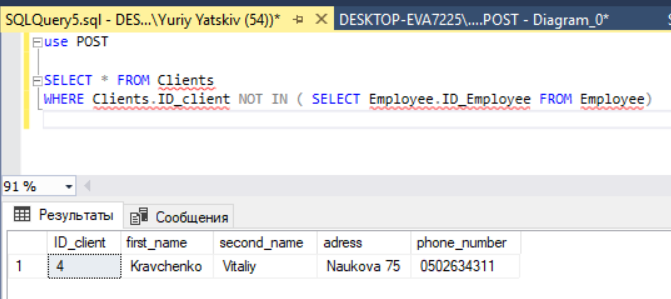 SQLQuery5.sql - DES...\Yuriy Yatskiv (54))* DESKTOP-EVA7225\....POST - Diagram_0*
use POST
SELECT * FROM Clients
WHERE Clients.ID_client NOT IN ( SELECT Employee.ID_Employee FROM Employee)
91 %
Результаты Сообщения
ID_client first_name second_name adress phone_number
1 4 Kravchenko Vitaliy Naukova 75 0502634311